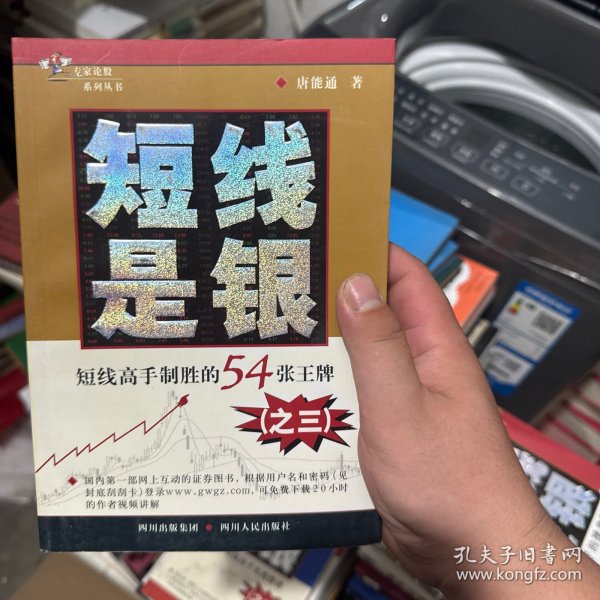 专家论股
系列丛书
唐能通 著
短线
是银
短线高手制胜的54张王牌
(之三)
国内第一部网上互动的证券图书，根据用户名和密码(见
封底刮刮卡)登录www.gwgz.com，可免费下载20小时
的作者视频讲解
四川出版集团 四川人民出版社
孔夫子旧书网
www.kongfz.com